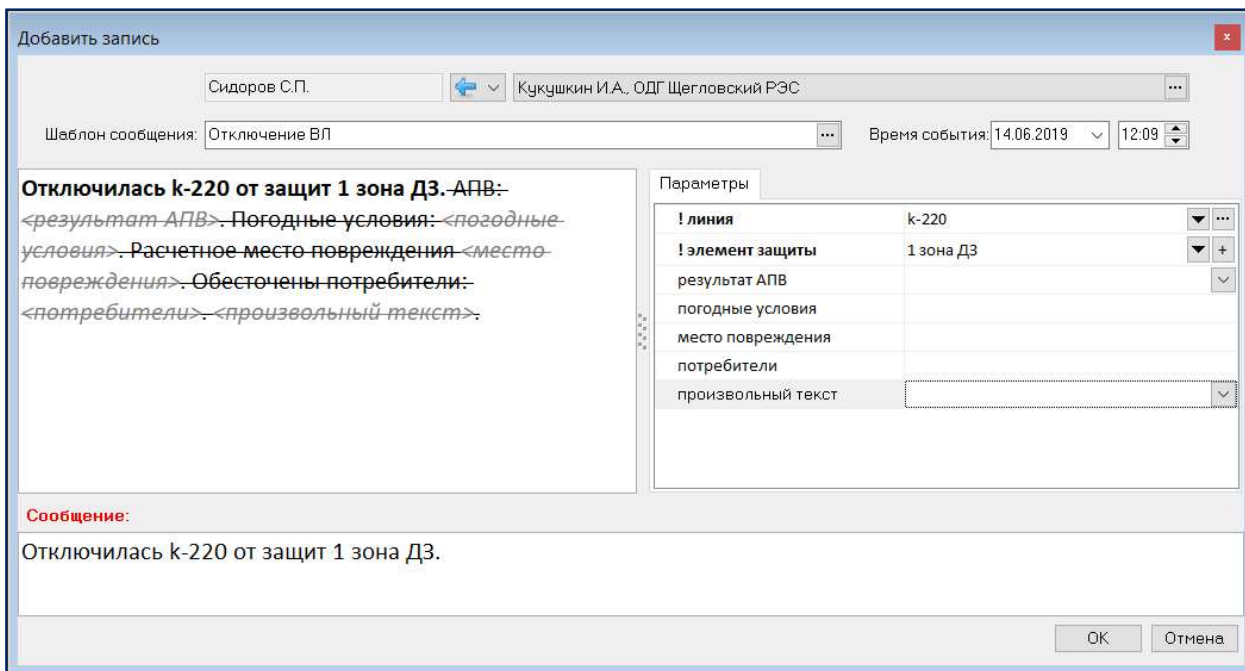 Добавить запись
x
Сидоров С.П.
Кукушкин И.А., ОДГ Щегловский РЭС
...
Шаблон сообщения: Отключение ВЛ ... Время события: 14.06.2019 12:09
Отключилась k-220 от защит 1 зона ДЗ. АПВ:
<результат АПВ>. Погодные условия: <погодные
условия>. Расчетное место повреждения <место
повреждения>. Обесточены потребители:
<потребители>. <произвольный текст>.
Параметры
! линия k-220 ...
! элемент защиты 1 зона ДЗ +
результат АПВ
погодные условия
место повреждения
потребители
произвольный текст
Сообщение:
Отключилась k-220 от защит 1 зона ДЗ.
OK Отмена